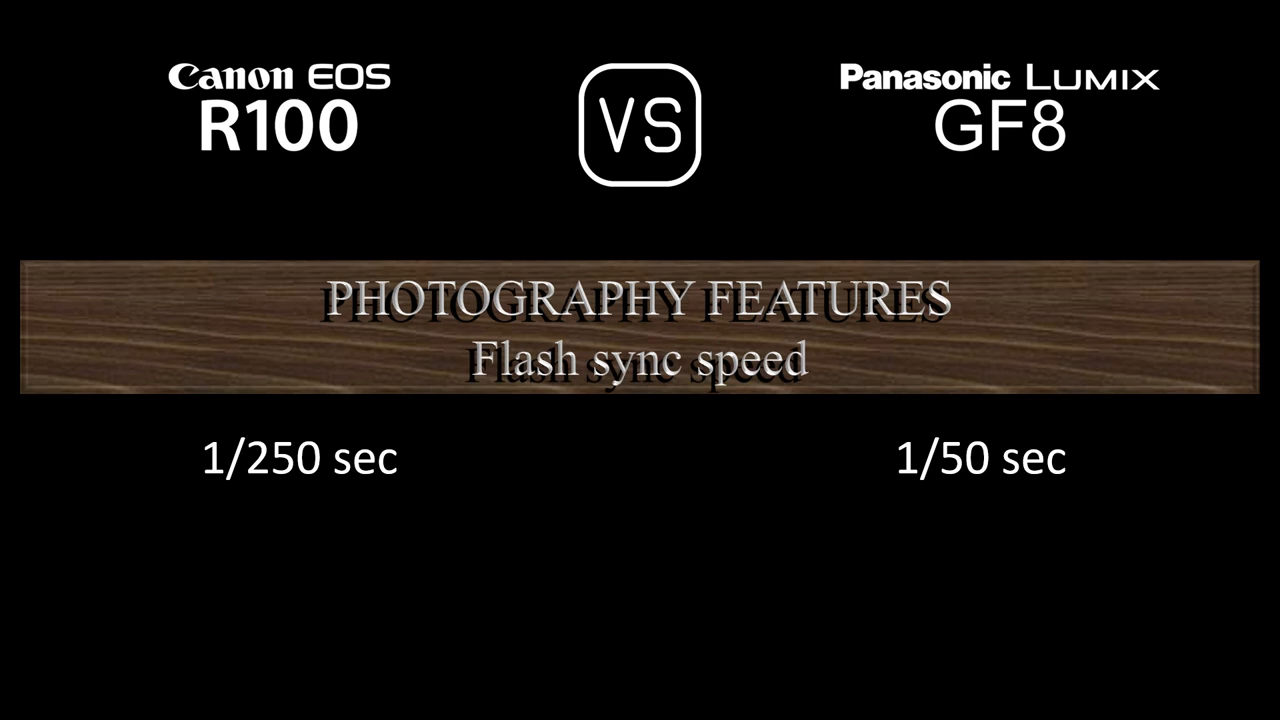 Canon EOS
R100
VS
Panasonic LUMIX
GF8
PHOTOGRAPHY FEATURES
Flash sync speed
1/250 sec
1/50 sec